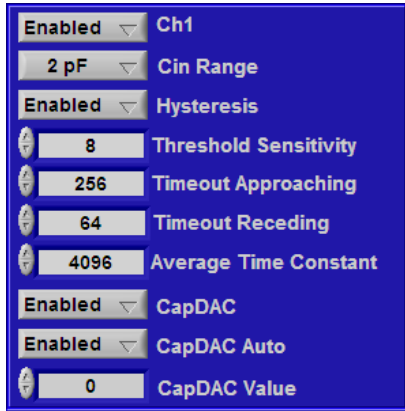 Enabled Ch1
2 pF Cin Range
Enabled Hysteresis
8 Threshold Sensitivity
256 Timeout Approaching
64 Timeout Receding
4096 Average Time Constant
Enabled CapDAC
Enabled CapDAC Auto
0 CapDAC Value